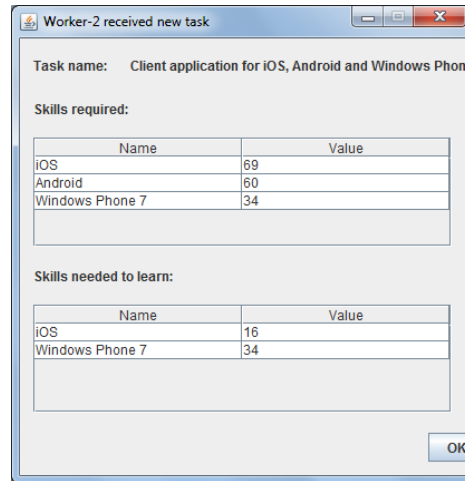 Worker-2 received new task
Task name: Client application for iOS, Android and Windows Phon
Skills required:
Name Value
iOS 69
Android 60
Windows Phone 7 34
Skills needed to learn:
Name Value
iOS 16
Windows Phone 7 34
OK